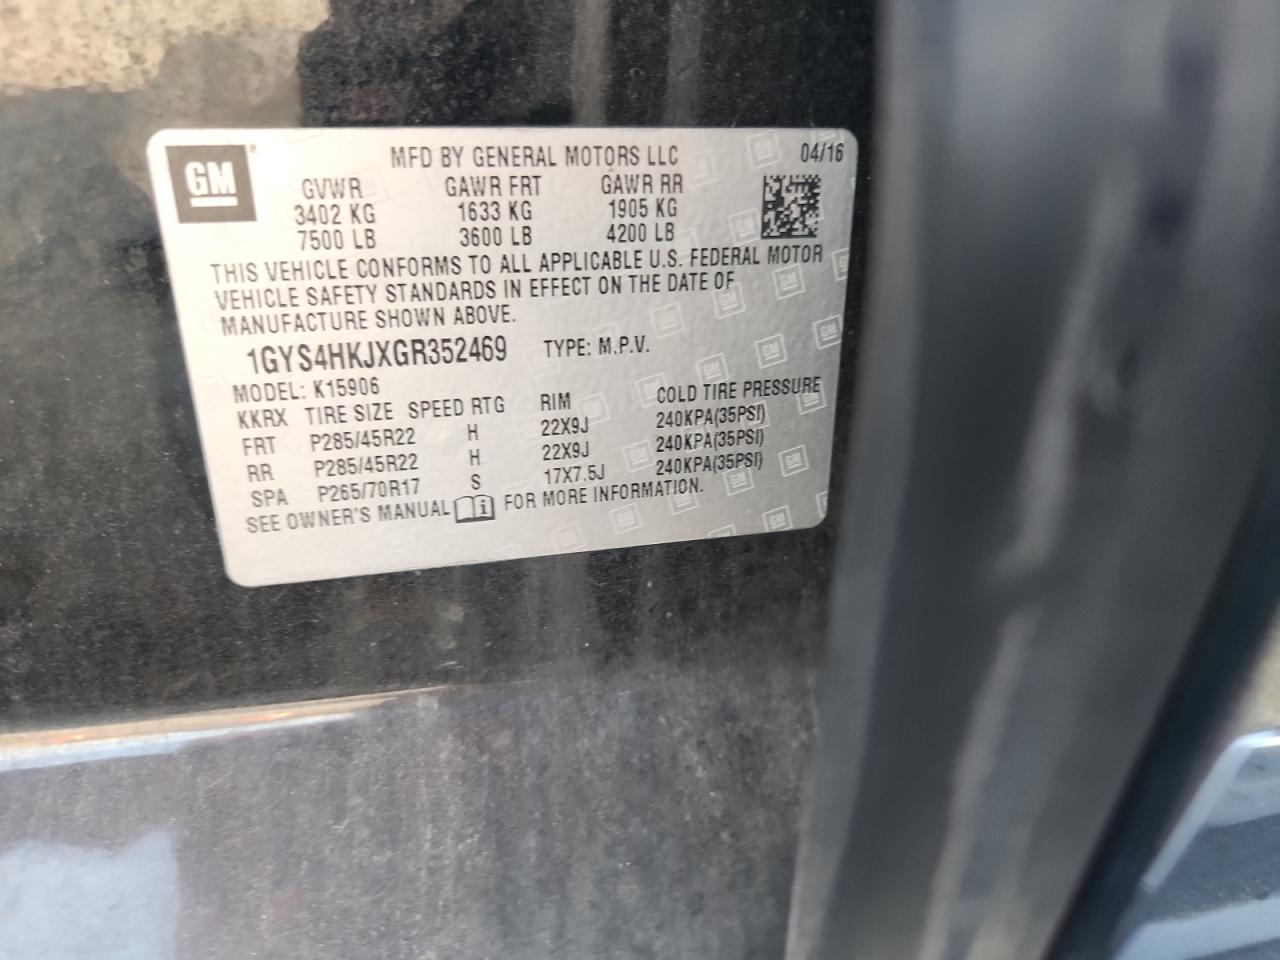 GM
MFD BY GENERAL MOTORS LLC 04/16
GVWR GAWR FRT GAWR RR
3402 KG 1633 KG 1905 KG
7500 LB 3600 LB 4200 LB
THIS VEHICLE CONFORMS TO ALL APPLICABLE U.S. FEDERAL MOTOR
VEHICLE SAFETY STANDARDS IN EFFECT ON THE DATE OF
MANUFACTURE SHOWN ABOVE.
1GYS4HKJXGR352469 TYPE: M.P.V.
MODEL: K15906
KKRX TIRE SIZE SPEED RTG RIM COLD TIRE PRESSURE
FRT P285/45R22 H 22X9J 240KPA(35PSI)
RR P285/45R22 H 22X9J 240KPA(35PSI)
SPA P265/70R17 S 17X7.5J 240KPA(35PSI)
SEE OWNER'S MANUAL FOR MORE INFORMATION.